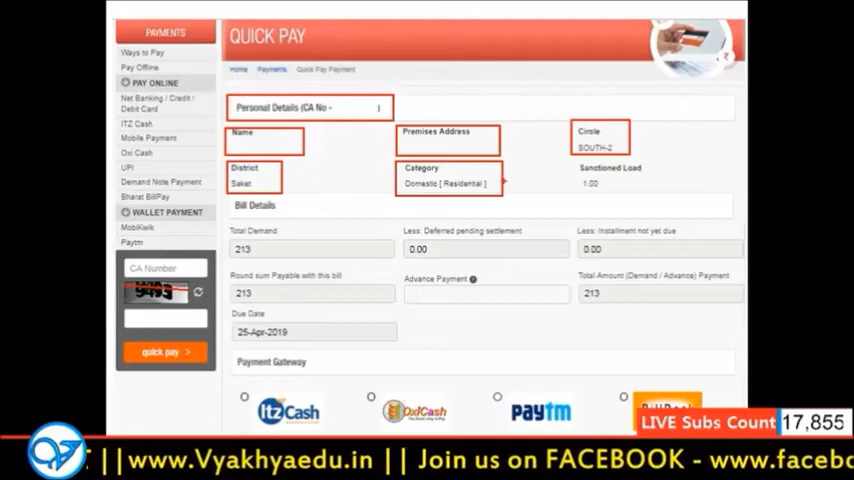 PAYMENTS
Ways to Pay
Pay Offline
PAY ONLINE
Net Banking / Credit /
Debit Card
ITZ Cash
Mobile Payment
Oxi Cash
UPI
Demand Note Payment
Bharat BillPay
WALLET PAYMENT
MobiKwik
Paytm
CA Number
9493
quick pay >
QUICK PAY
Home Payments Quick Pay Payment
Personal Details (CA No - )
Name Premises Address Circle
SOUTH-2
District Category Sanctioned Load
Saket Domestic [ Residential ] 1.00
Bill Details
Total Demand Less: Deferred pending settlement Less: Installment not yet due
213 0.00 0.00
Round sum Payable with this bill Advance Payment Total Amount (Demand / Advance) Payment
213 213
Due Date
25-Apr-2019
Payment Gateway
ItzCash OxiCash paytm
LIVE Subs Count 17,855
||www.Vyakhyaedu.in || Join us on FACEBOOK - www.facebo